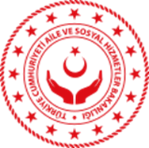 TÜRKİYE CUMHURİYETİ AİLE VE SOSYAL HİZMETLER BAKANLIĞI